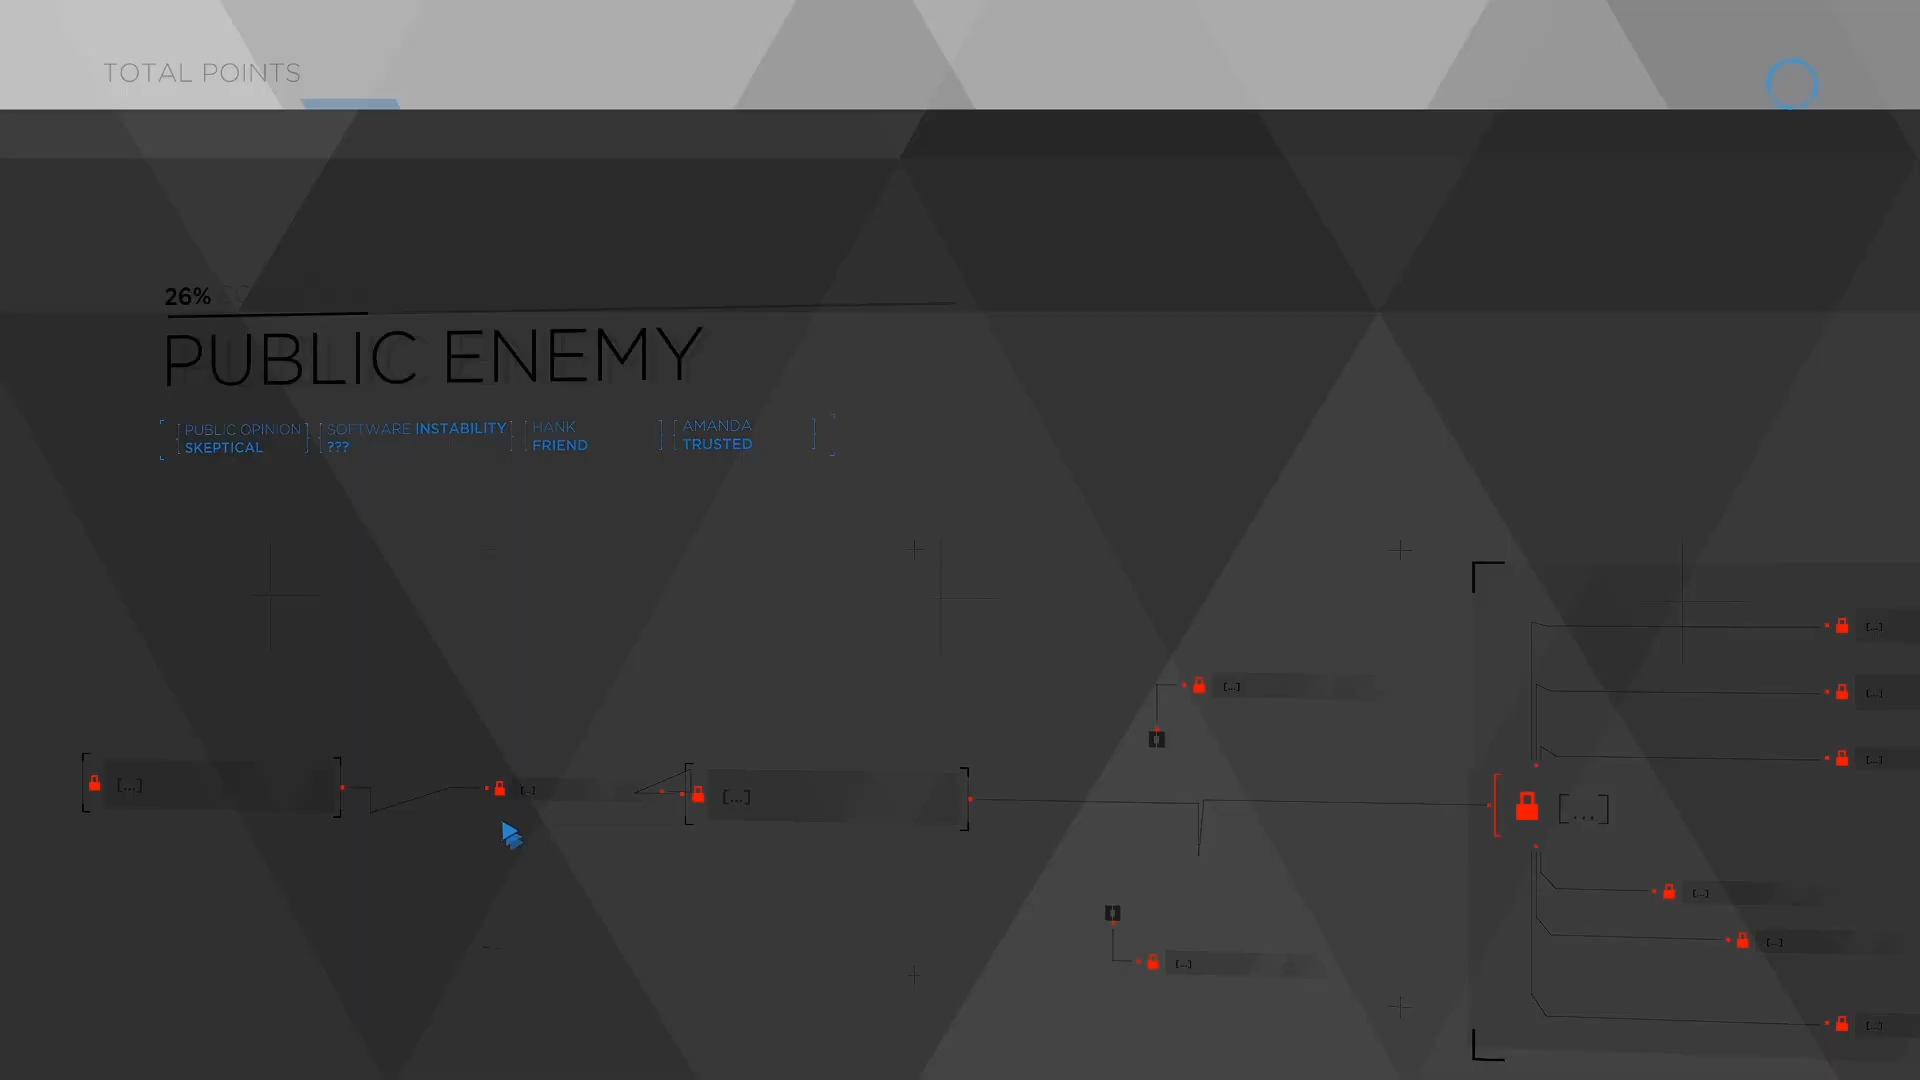 TOTAL POINTS
26%
PUBLIC ENEMY
PUBLIC OPINION
SKEPTICAL
SOFTWARE INSTABILITY
???
HANK
FRIEND
AMANDA
TRUSTED
[...]
[...]
[...]
[...]
[...]
[...]
[...]
[...]
[...]
[...]
[...]
[...]